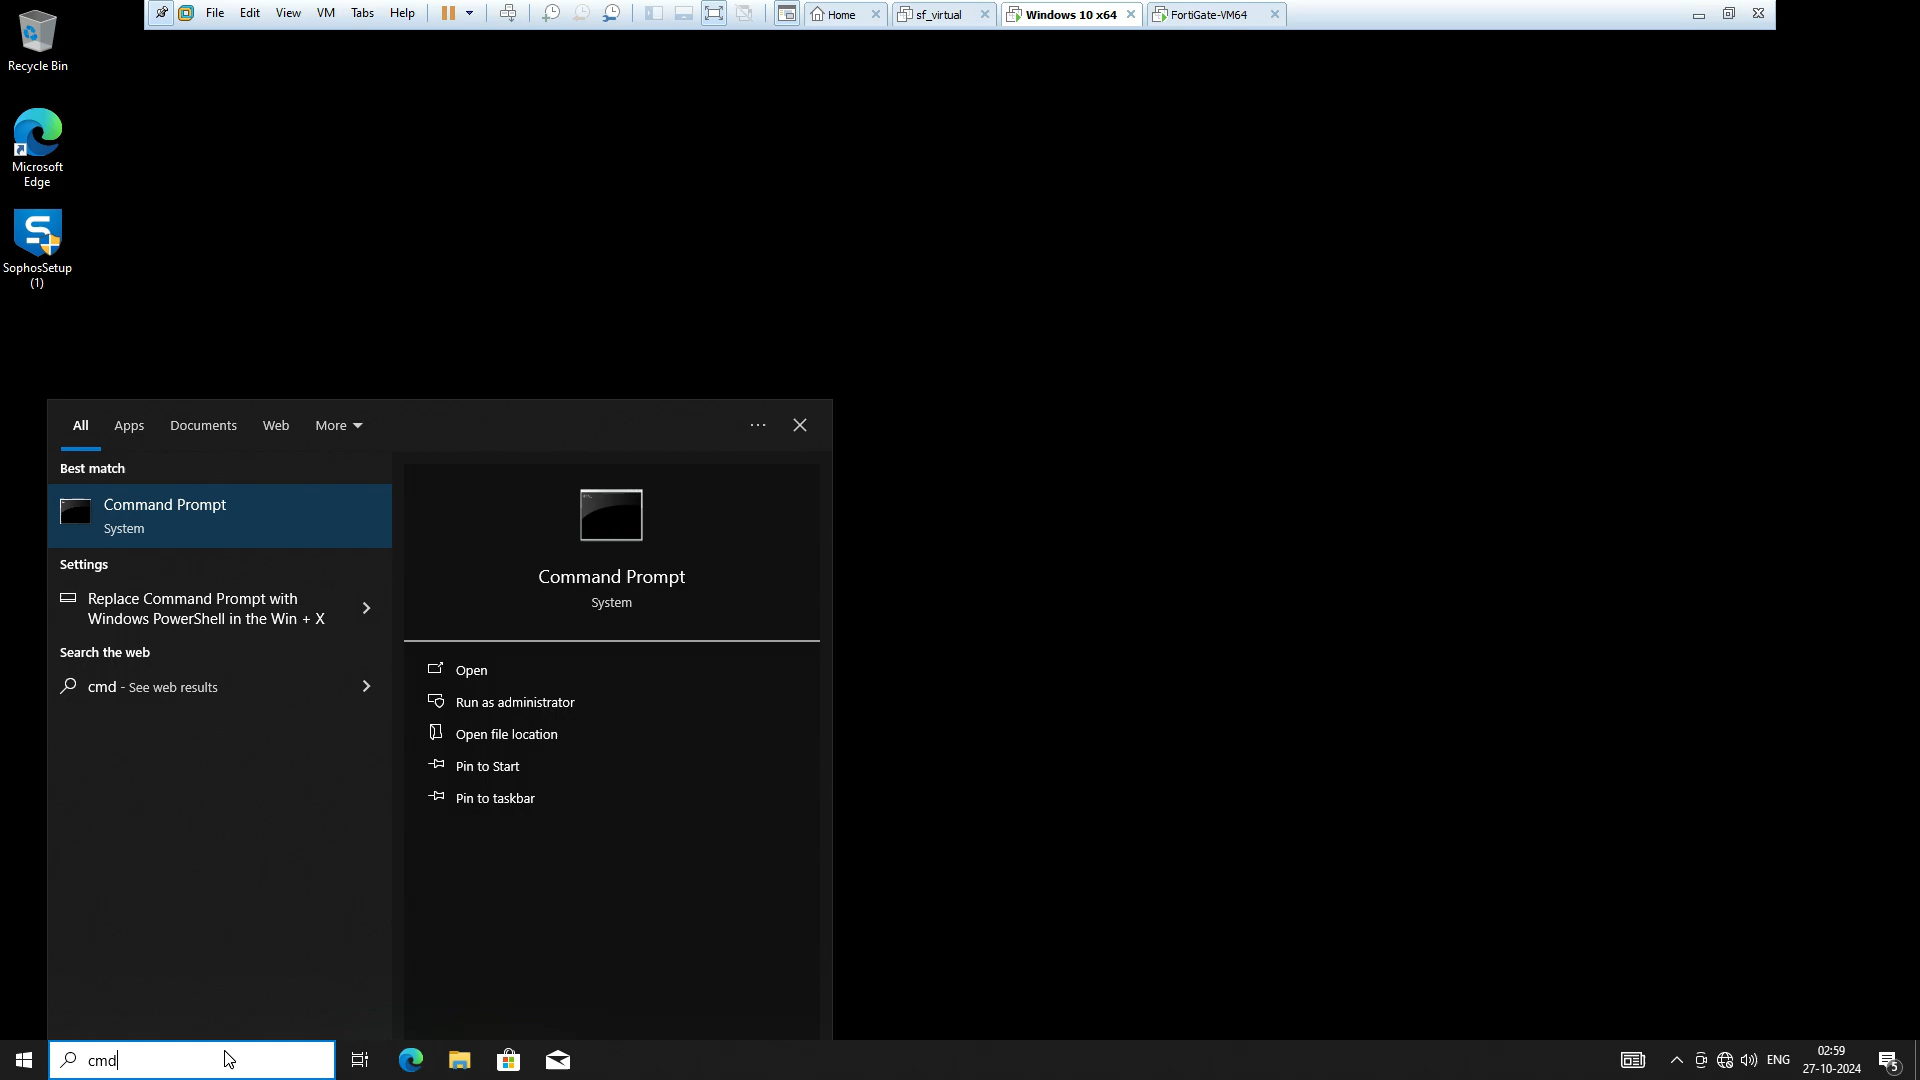 File Edit View VM Tabs Help Home sf_virtual Windows 10 x64 FortiGate-VM64
Recycle Bin
Microsoft
Edge
SophosSetup
(1)
All Apps Documents Web More
Best match
Command Prompt
System
Settings
Replace Command Prompt with
Windows PowerShell in the Win + X
Search the web
cmd - See web results
Command Prompt
System
Open
Run as administrator
Open file location
Pin to Start
Pin to taskbar
cmd
ENG
02:59
27-10-2024
5